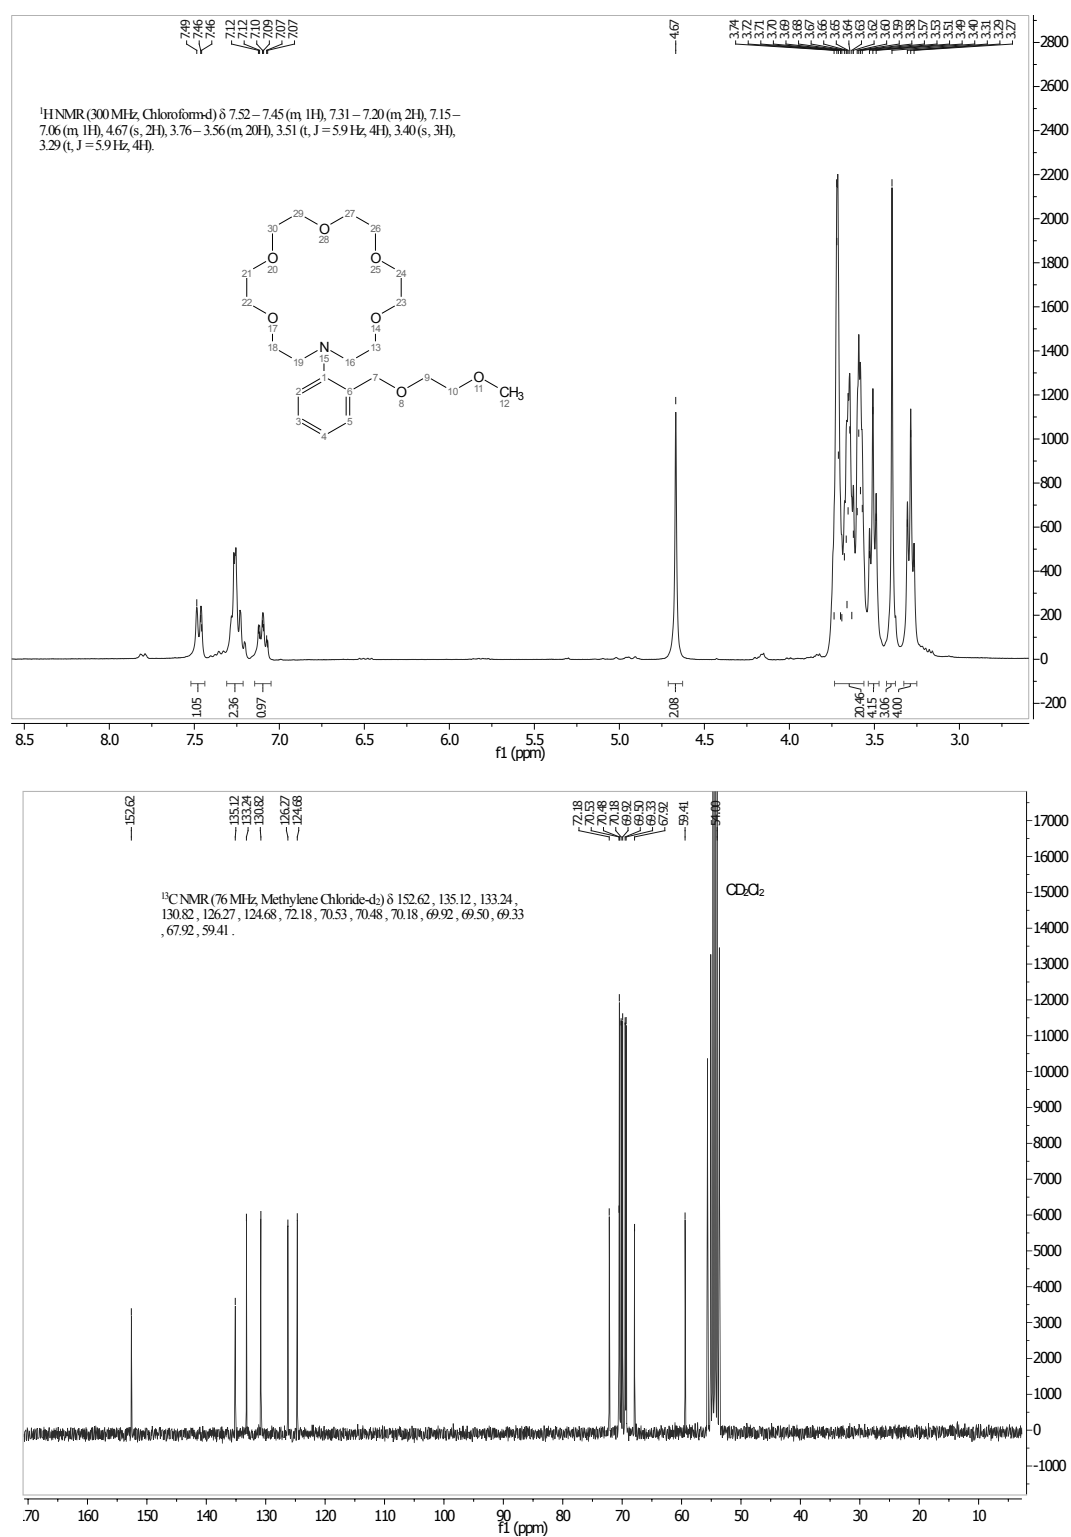 7.49 7.46 7.46 7.12 7.12 7.10 7.09 7.07 7.07 4.67 3.74 3.72 3.71 3.70 3.69 3.68 3.67 3.66 3.65 3.64 3.63 3.62 3.60 3.59 3.58 3.57 3.53 3.51 3.49 3.40 3.31 3.29 3.27
¹H NMR (300 MHz, Chloroform-d) δ 7.52 – 7.45 (m, 1H), 7.31 – 7.20 (m, 2H), 7.15 –
7.06 (m, 1H), 4.67 (s, 2H), 3.76 – 3.56 (m, 20H), 3.51 (t, J = 5.9 Hz, 4H), 3.40 (s, 3H),
3.29 (t, J = 5.9 Hz, 4H).
29 27
30 O 26
28
O O
20 25
21 24
22 23
O O
17 14
18 N 13
19 15 16
1 7 9 O
2 6 O 10 11 CH₃
8 12
3 5
4
2800
2600
2400
2200
2000
1800
1600
1400
1200
1000
800
600
400
200
0
-200
1.05 2.36 0.97 2.08 20.46 4.15 3.06 4.00
8.5 8.0 7.5 7.0 6.5 6.0 5.5 5.0 4.5 4.0 3.5 3.0
f1 (ppm)
152.62 135.12 133.24 130.82 126.27 124.68 72.18 70.53 70.48 70.18 69.92 69.50 69.33 67.92 59.41 54.00
CD₂Cl₂
¹³C NMR (76 MHz, Methylene Chloride-d₂) δ 152.62 , 135.12 , 133.24 ,
130.82 , 126.27 , 124.68 , 72.18 , 70.53 , 70.48 , 70.18 , 69.92 , 69.50 , 69.33
, 67.92 , 59.41 .
17000
16000
15000
14000
13000
12000
11000
10000
9000
8000
7000
6000
5000
4000
3000
2000
1000
0
-1000
170 160 150 140 130 120 110 100 90 80 70 60 50 40 30 20 10
f1 (ppm)